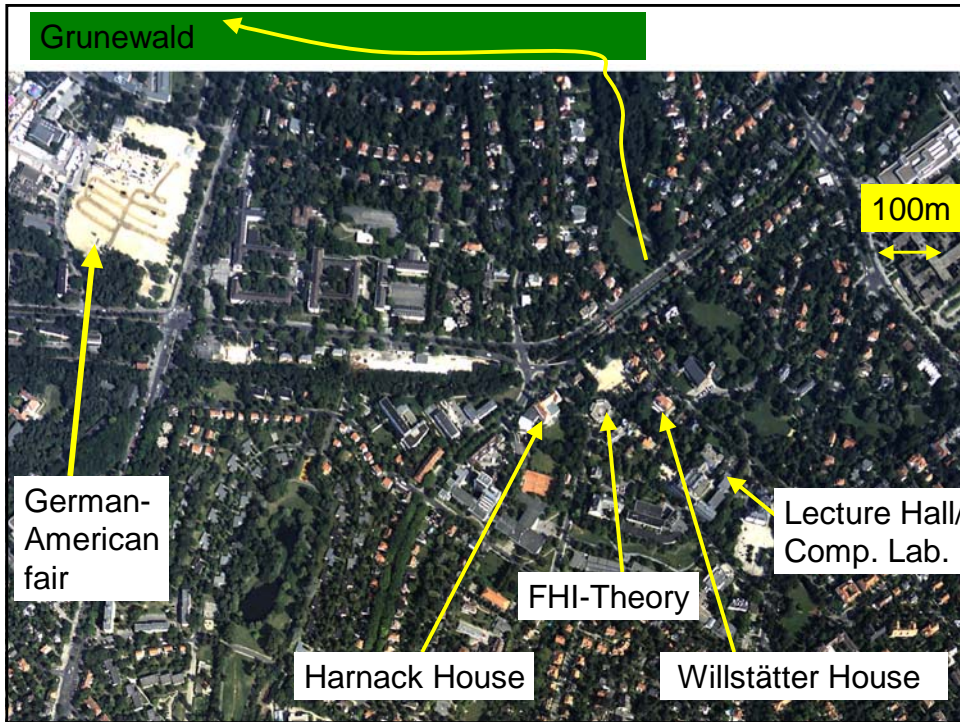 Grunewald
100m
German-
American
fair
Lecture Hall/
Comp. Lab.
FHI-Theory
Harnack House
Willstätter House